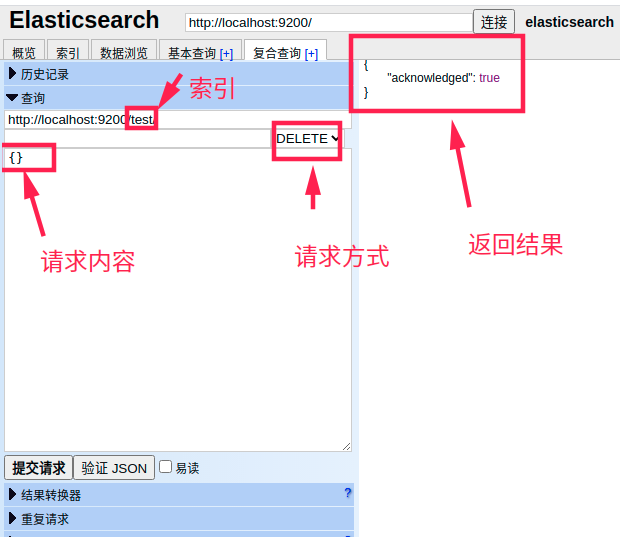 Elasticsearch
http://localhost:9200/ 连接 elasticsearch
概览 索引 数据浏览 基本查询 [+] 复合查询 [+]
历史记录
查询
索引
http://localhost:9200/test/
DELETE
{}
{
"acknowledged": true
}
请求内容
请求方式
返回结果
提交请求 验证 JSON 易读
结果转换器 ?
重复请求